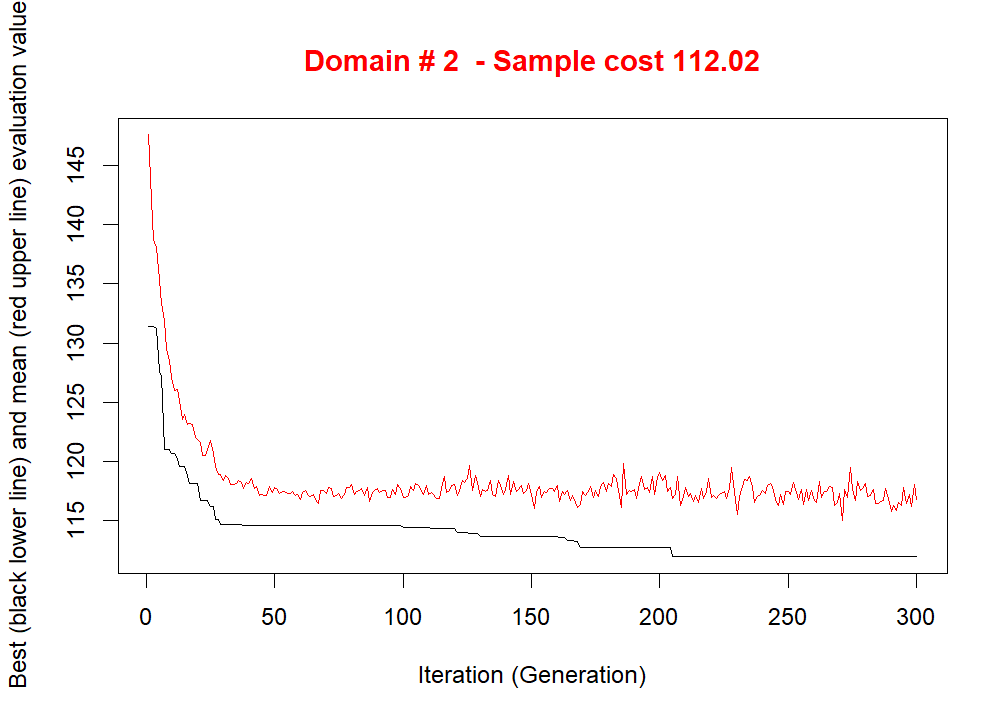 Domain # 2  - Sample cost 112.02
Best (black lower line) and mean (red upper line) evaluation value
145
140
135
130
125
120
115
0 50 100 150 200 250 300
Iteration (Generation)